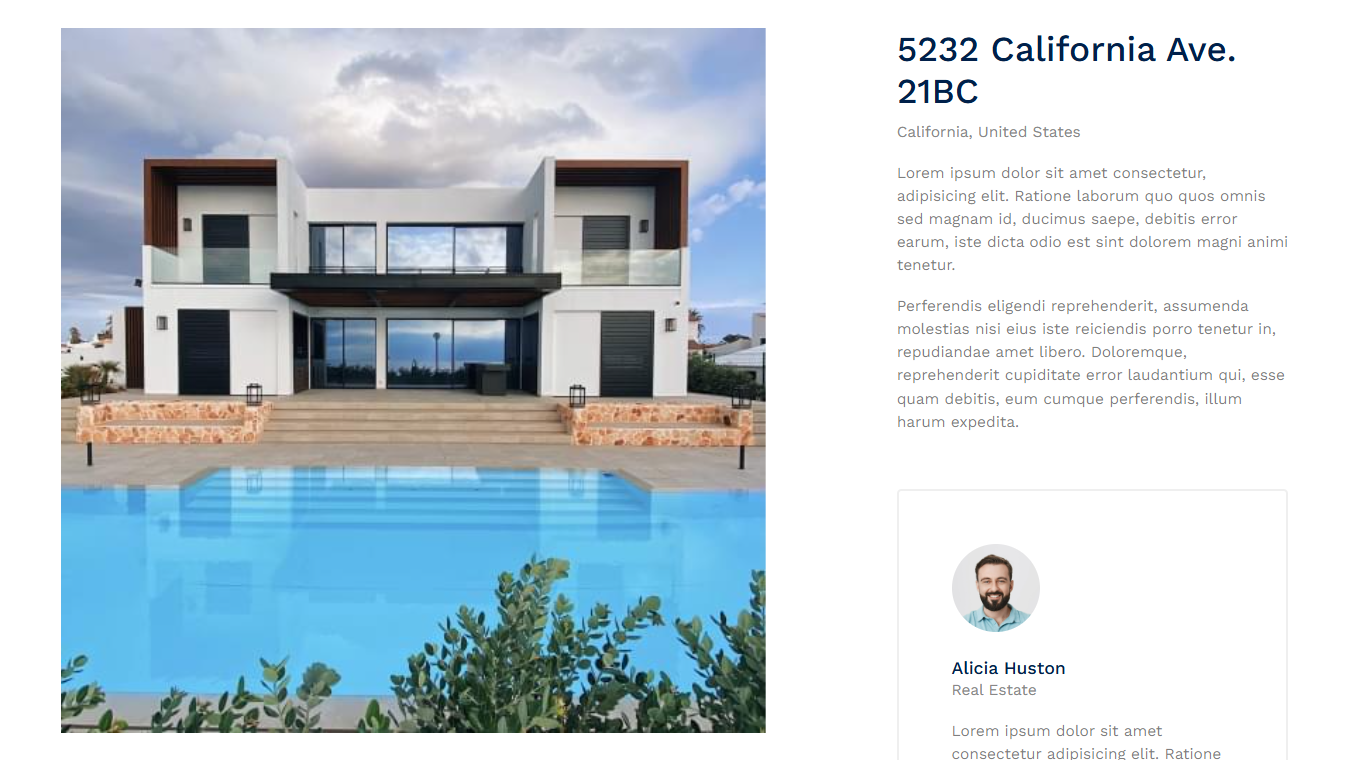 5232 California Ave.
21BC
California, United States
Lorem ipsum dolor sit amet consectetur,
adipisicing elit. Ratione laborum quo quos omnis
sed magnam id, ducimus saepe, debitis error
earum, iste dicta odio est sint dolorem magni animi
tenetur.
Perferendis eligendi reprehenderit, assumenda
molestias nisi eius iste reiciendis porro tenetur in,
repudiandae amet libero. Doloremque,
reprehenderit cupiditate error laudantium qui, esse
quam debitis, eum cumque perferendis, illum
harum expedita.
Alicia Huston
Real Estate
Lorem ipsum dolor sit amet
consectetur adipisicing elit. Ratione